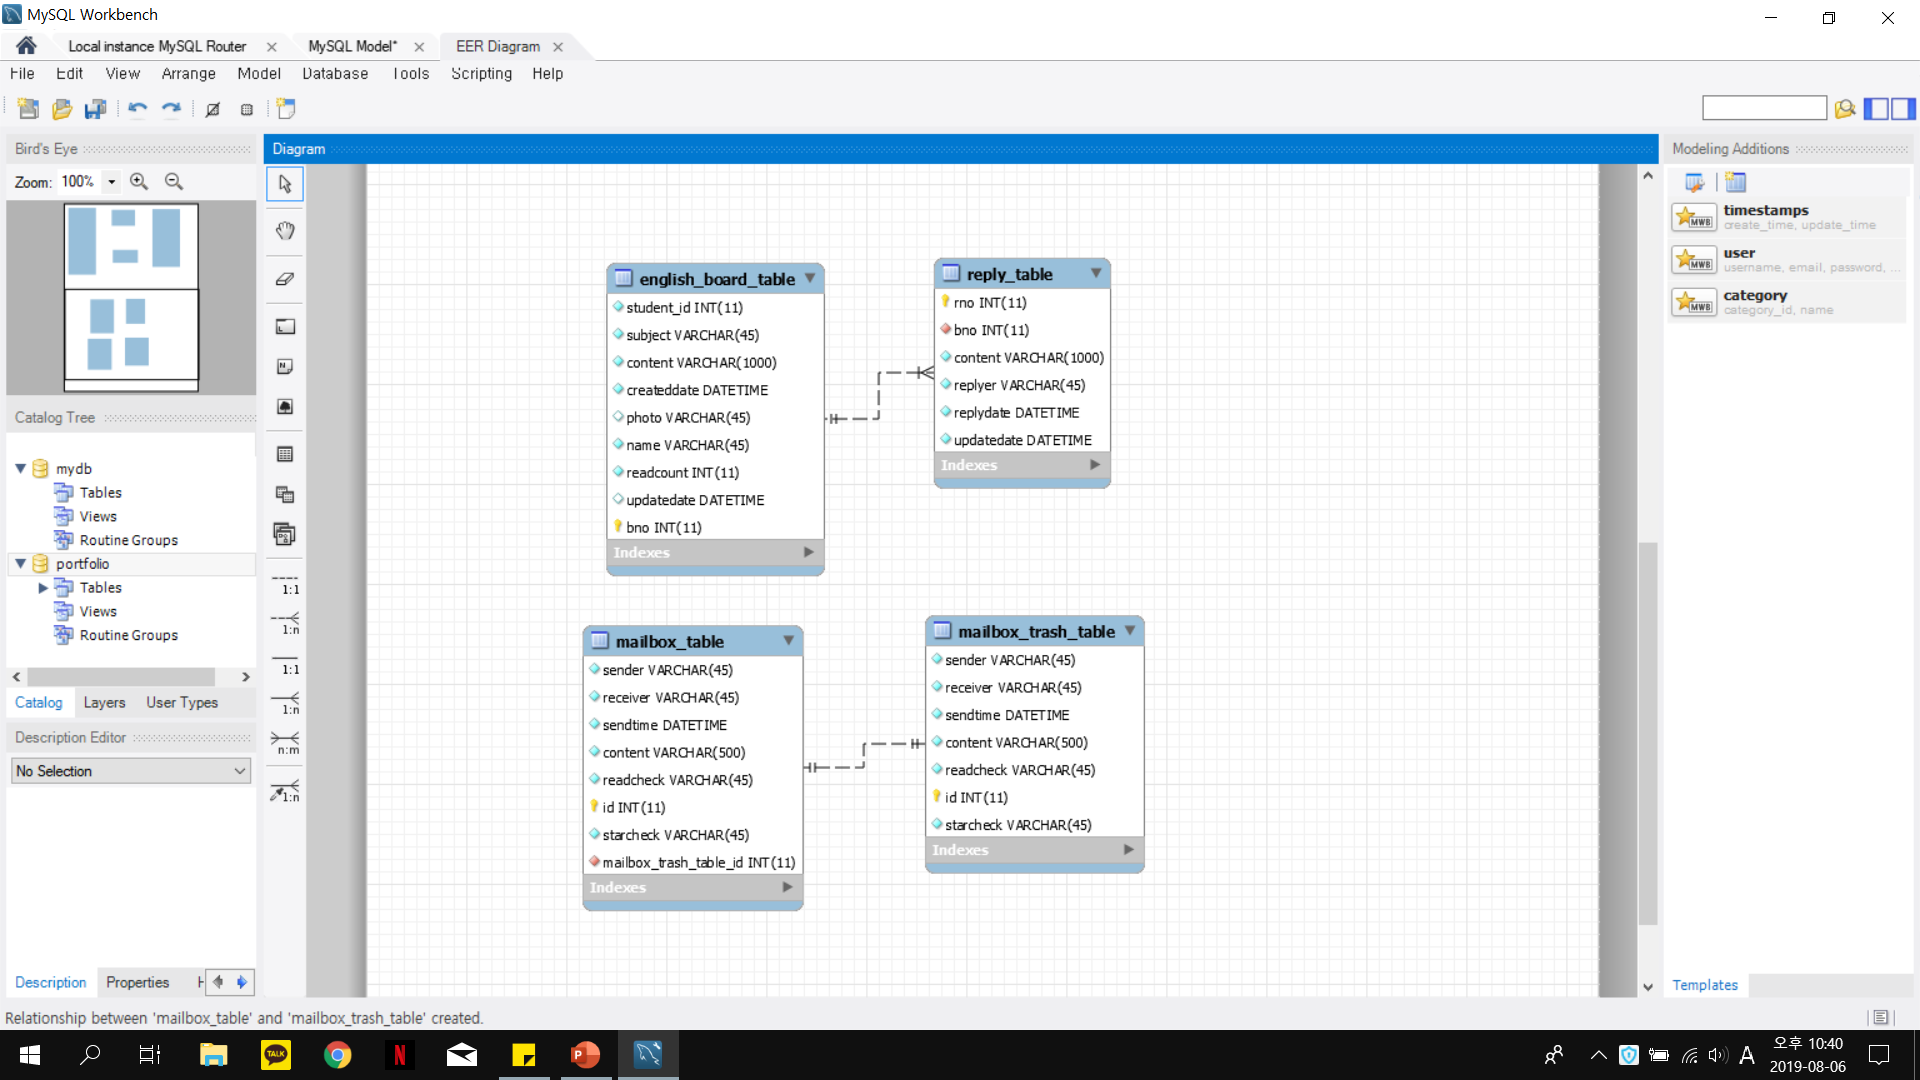 MySQL Workbench
Local instance MySQL Router
MySQL Model*
EER Diagram
File Edit View Arrange Model Database Tools Scripting Help
Bird's Eye
Zoom: 100%
Catalog Tree
mydb
Tables
Views
Routine Groups
portfolio
Tables
Views
Routine Groups
Catalog Layers User Types
Description Editor
No Selection
Description Properties H
Diagram
1:1
1:n
1:1
1:n
n:m
1:n
english_board_table
student_id INT(11)
subject VARCHAR(45)
content VARCHAR(1000)
createddate DATETIME
photo VARCHAR(45)
name VARCHAR(45)
readcount INT(11)
updatedate DATETIME
bno INT(11)
Indexes
reply_table
rno INT(11)
bno INT(11)
content VARCHAR(1000)
replyer VARCHAR(45)
replydate DATETIME
updatedate DATETIME
Indexes
mailbox_table
sender VARCHAR(45)
receiver VARCHAR(45)
sendtime DATETIME
content VARCHAR(500)
readcheck VARCHAR(45)
id INT(11)
starcheck VARCHAR(45)
mailbox_trash_table_id INT(11)
Indexes
mailbox_trash_table
sender VARCHAR(45)
receiver VARCHAR(45)
sendtime DATETIME
content VARCHAR(500)
readcheck VARCHAR(45)
id INT(11)
starcheck VARCHAR(45)
Indexes
Modeling Additions
MWB
timestamps
create_time, update_time
MWB
user
username, email, password, ...
MWB
category
category_id, name
Templates
Relationship between 'mailbox_table' and 'mailbox_trash_table' created.
TALK
N
P
A
오후 10:40
2019-08-06